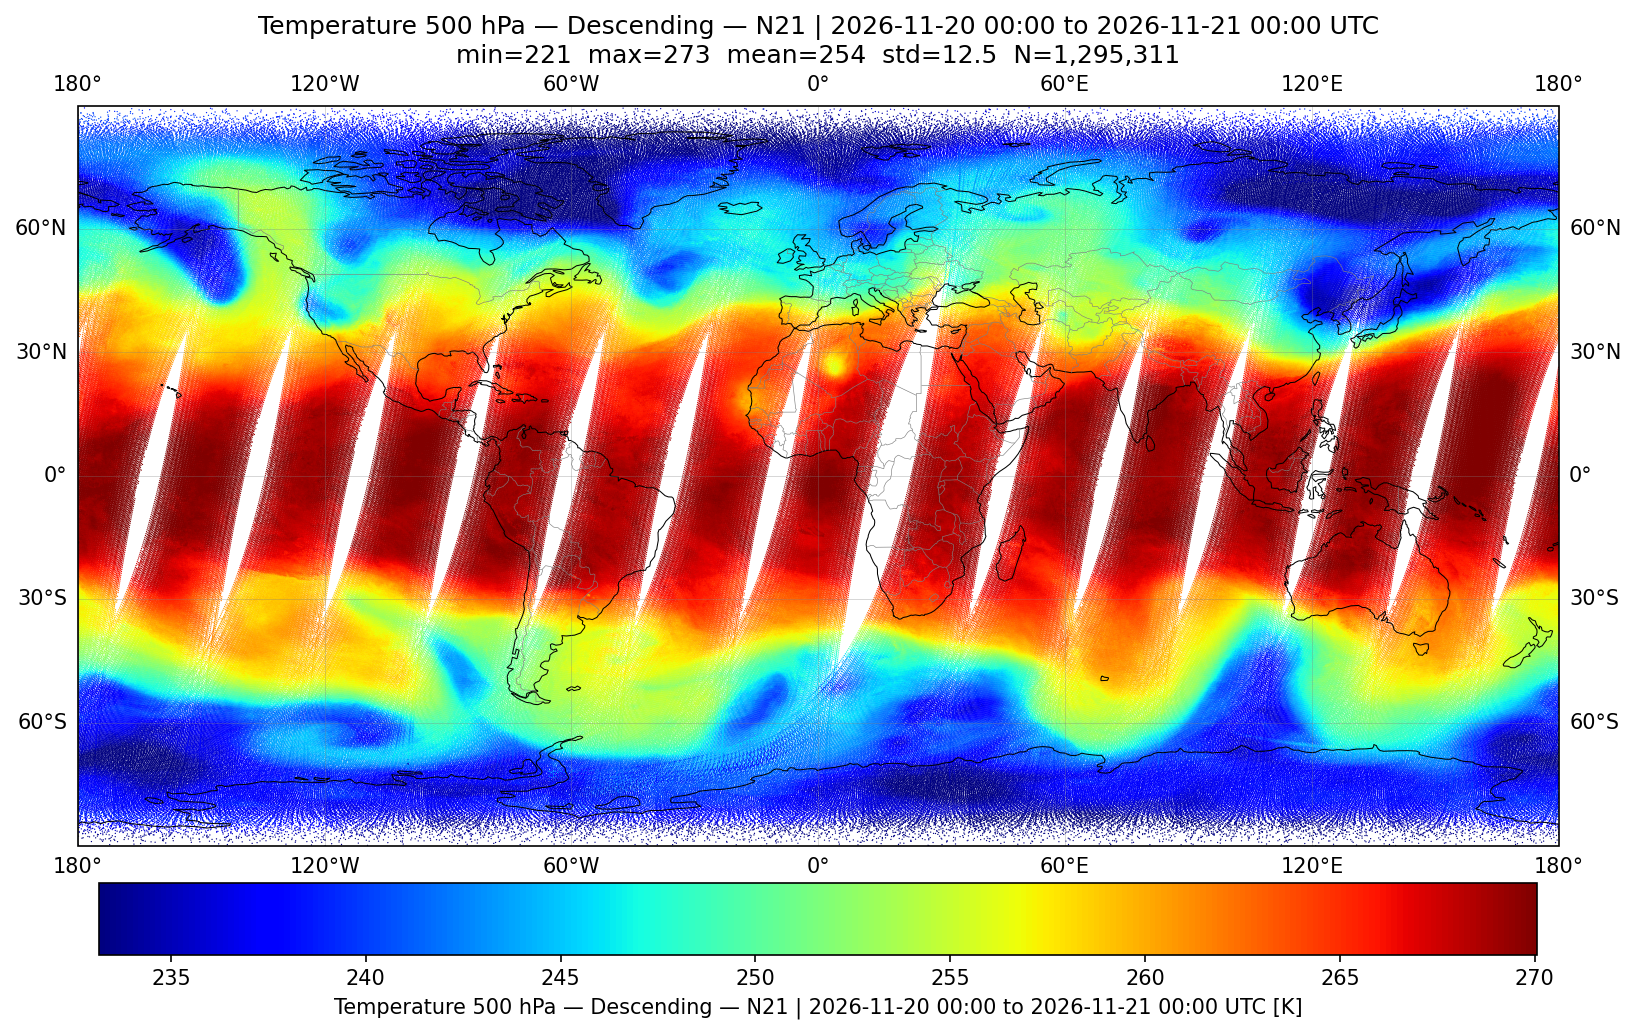 Temperature 500 hPa — Descending — N21 | 2026-11-20 00:00 to 2026-11-21 00:00 UTC
min=221 max=273 mean=254 std=12.5 N=1,295,311
180° 120°W 60°W 0° 60°E 120°E 180°
60°N 60°N
30°N 30°N
0° 0°
30°S 30°S
60°S 60°S
180° 120°W 60°W 0° 60°E 120°E 180°
235 240 245 250 255 260 265 270
Temperature 500 hPa — Descending — N21 | 2026-11-20 00:00 to 2026-11-21 00:00 UTC [K]